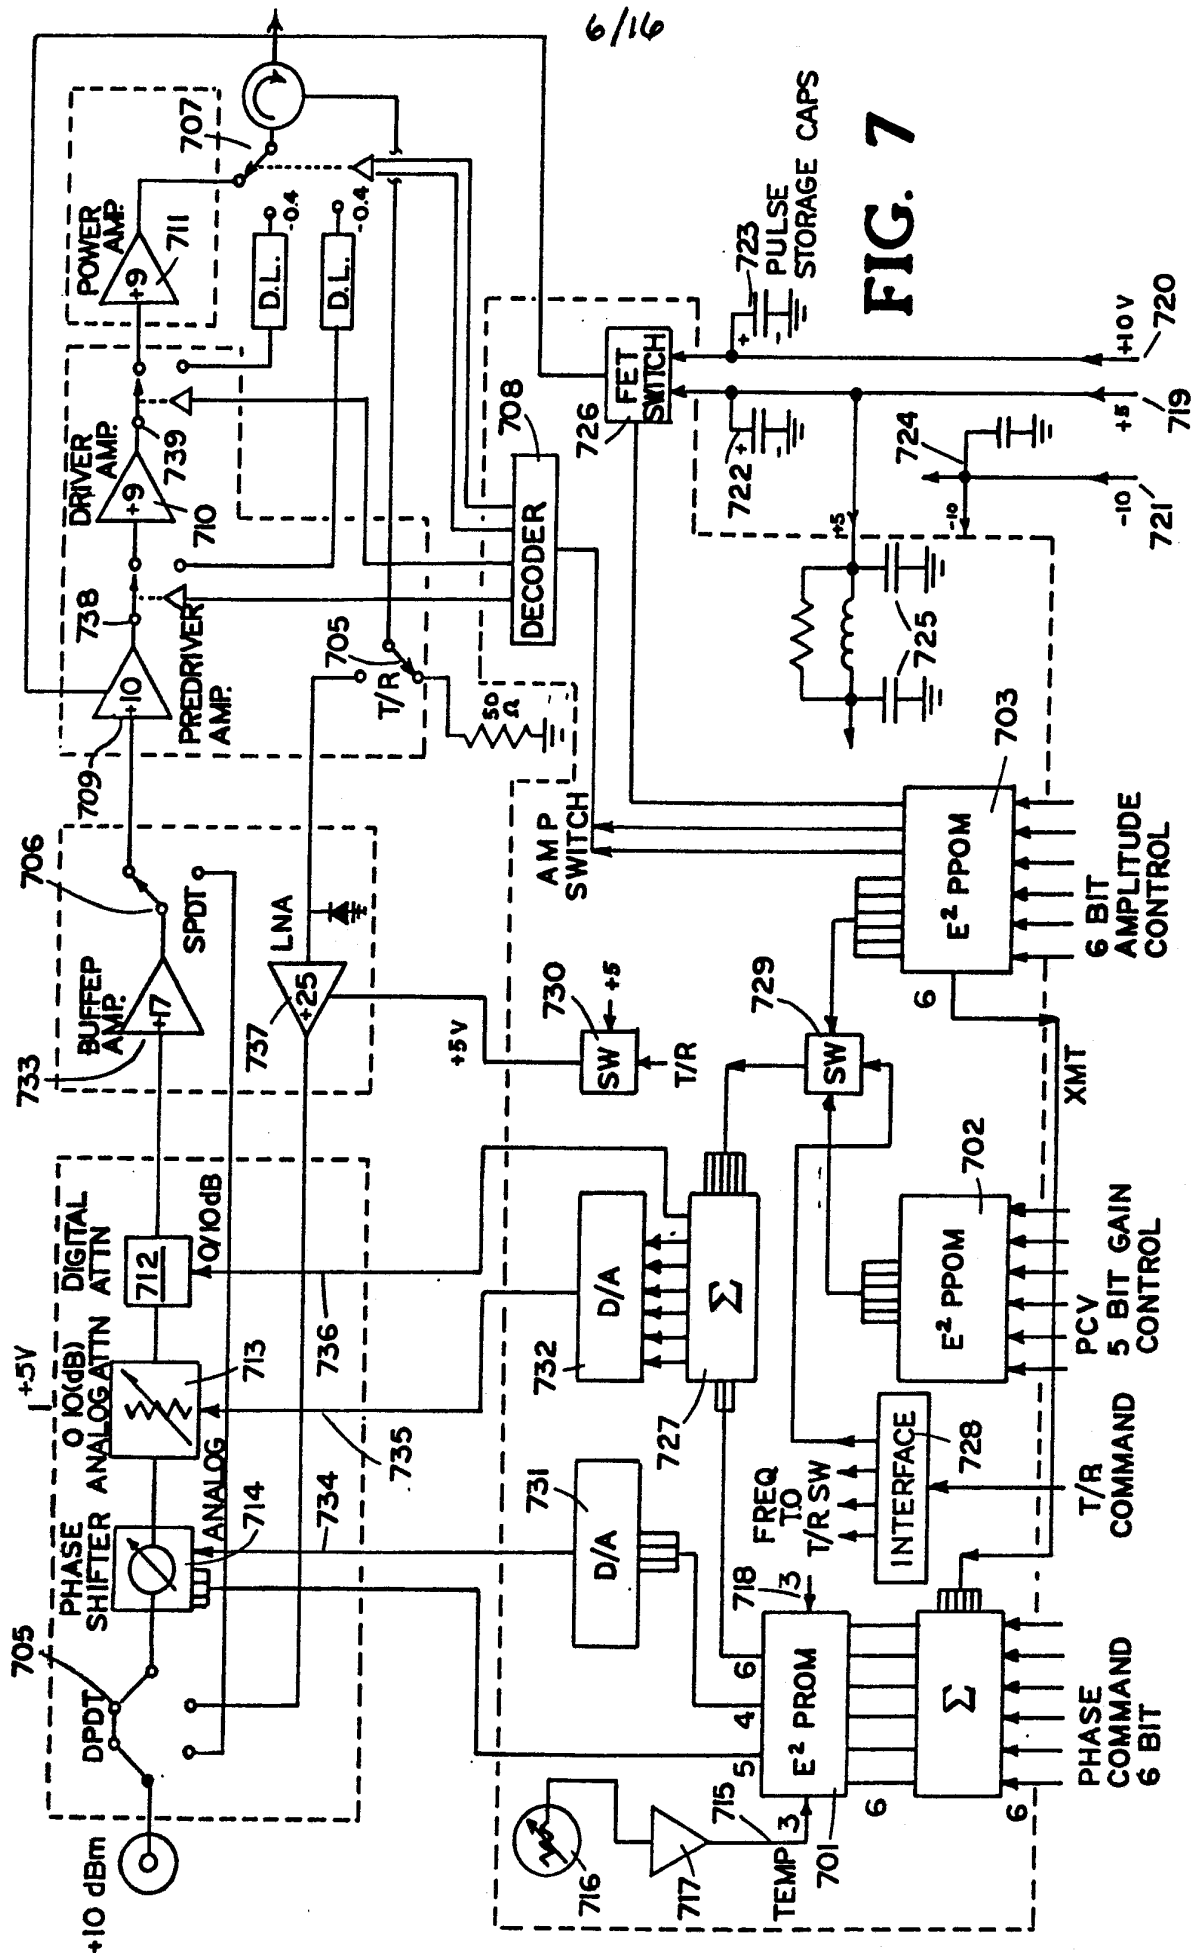 9/16
FIG. 7
+10 dBm
DPDT
705
PHASE
SHIFTER
ANALOG
714
+5V
0 10(dB)
ANALOG ATTN
713
DIGITAL
ATTN
712
0/10dB
734
735
736
BUFFEP
AMP.
733
+17
706
SPDT
LNA
+25
737
+5V
709
+10
PREDRIVER
AMP.
738
DRIVER
AMP.
+9
710
739
POWER
AMP.
+9
711
707
D.L.
-0.4
D.L.
-0.4
T/R
705
50
Ω
DECODER
708
AMP
SWITCH
FET
SWITCH
726
723
PULSE
STORAGE CAPS
+
-
722
+
-
724
+10V
720
+5
719
-10
721
+5
-10
725
716
717
715
TEMP
3
701
E² PROM
5
4
6
718
3
6
Σ
6
PHASE
COMMAND
6 BIT
D/A
731
D/A
732
Σ
727
FREQ
TO
T/R SW
INTERFACE
728
T/R
COMMAND
SW
730
+5
T/R
SW
729
E² PPOM
702
PCV
5 BIT GAIN
CONTROL
XMT
E² PPOM
703
6
6 BIT
AMPLITUDE
CONTROL